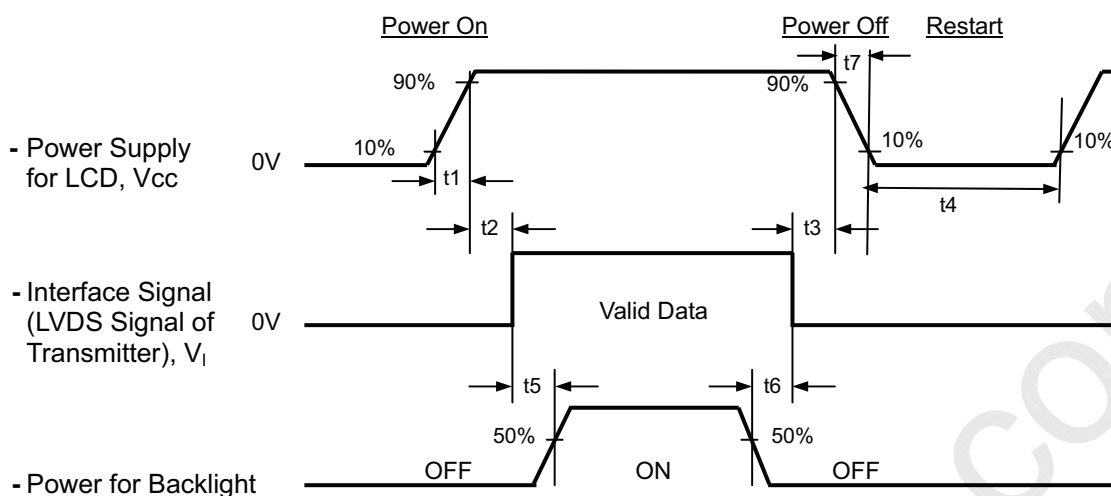 Power On
Power Off Restart
t7
90% 90%
- Power Supply for LCD, Vcc
0V 10% 10% 10%
t1 t4
t2 t3
- Interface Signal (LVDS Signal of Transmitter), VI
0V Valid Data
t5 t6
50% 50%
- Power for Backlight
OFF ON OFF
com